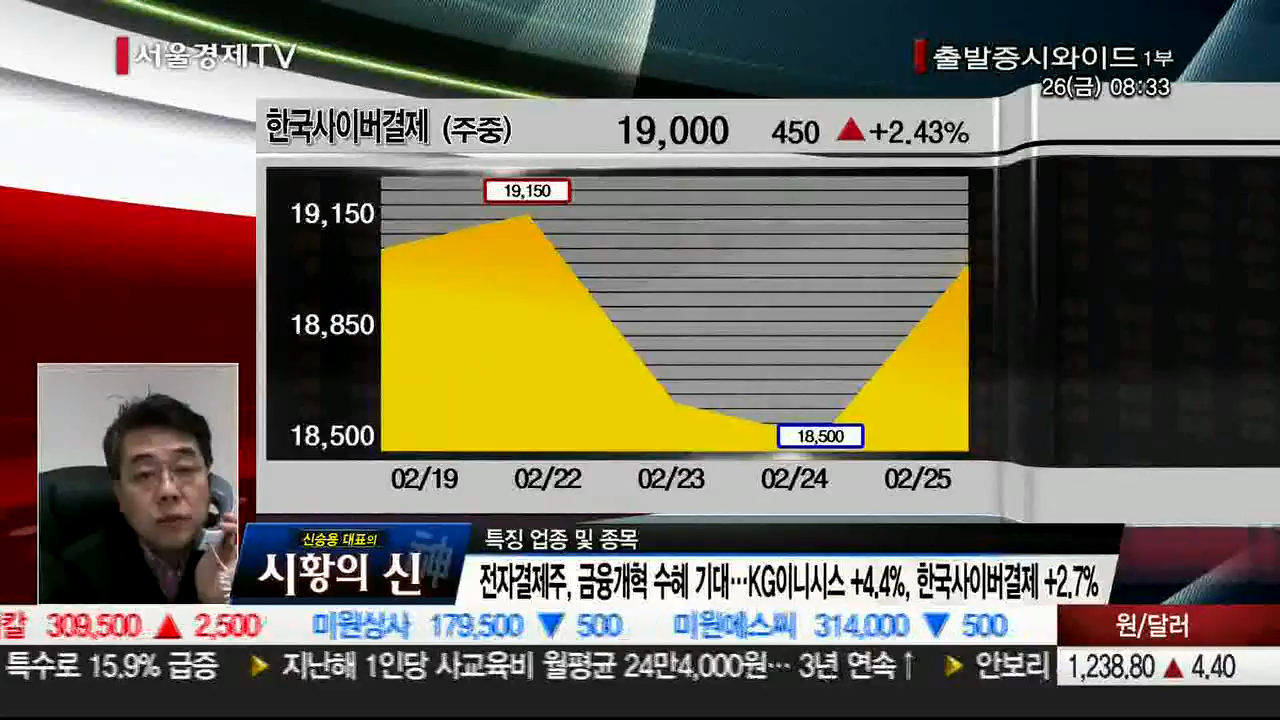 서울경제TV
출발증시와이드 1부
26(금) 08:33
한국사이버결제 (주중) 19,000 450 ▲+2.43%
19,150
19,150
18,850
18,500
18,500
02/19 02/22 02/23 02/24 02/25
신승용 대표의
시황의 신
神
특징 업종 및 종목
전자결제주, 금융개혁 수혜 기대…KG이니시스 +4.4%, 한국사이버결제 +2.7%
칼 309,500 ▲ 2,500 미원상사 179,500 ▼ 500 미원에스씨 314,000 ▼ 500
원/달러
특수로 15.9% 급증 ▶ 지난해 1인당 사교육비 월평균 24만4,000원… 3년 연속↑ ▶ 안보리
1,238.80 ▲ 4.40